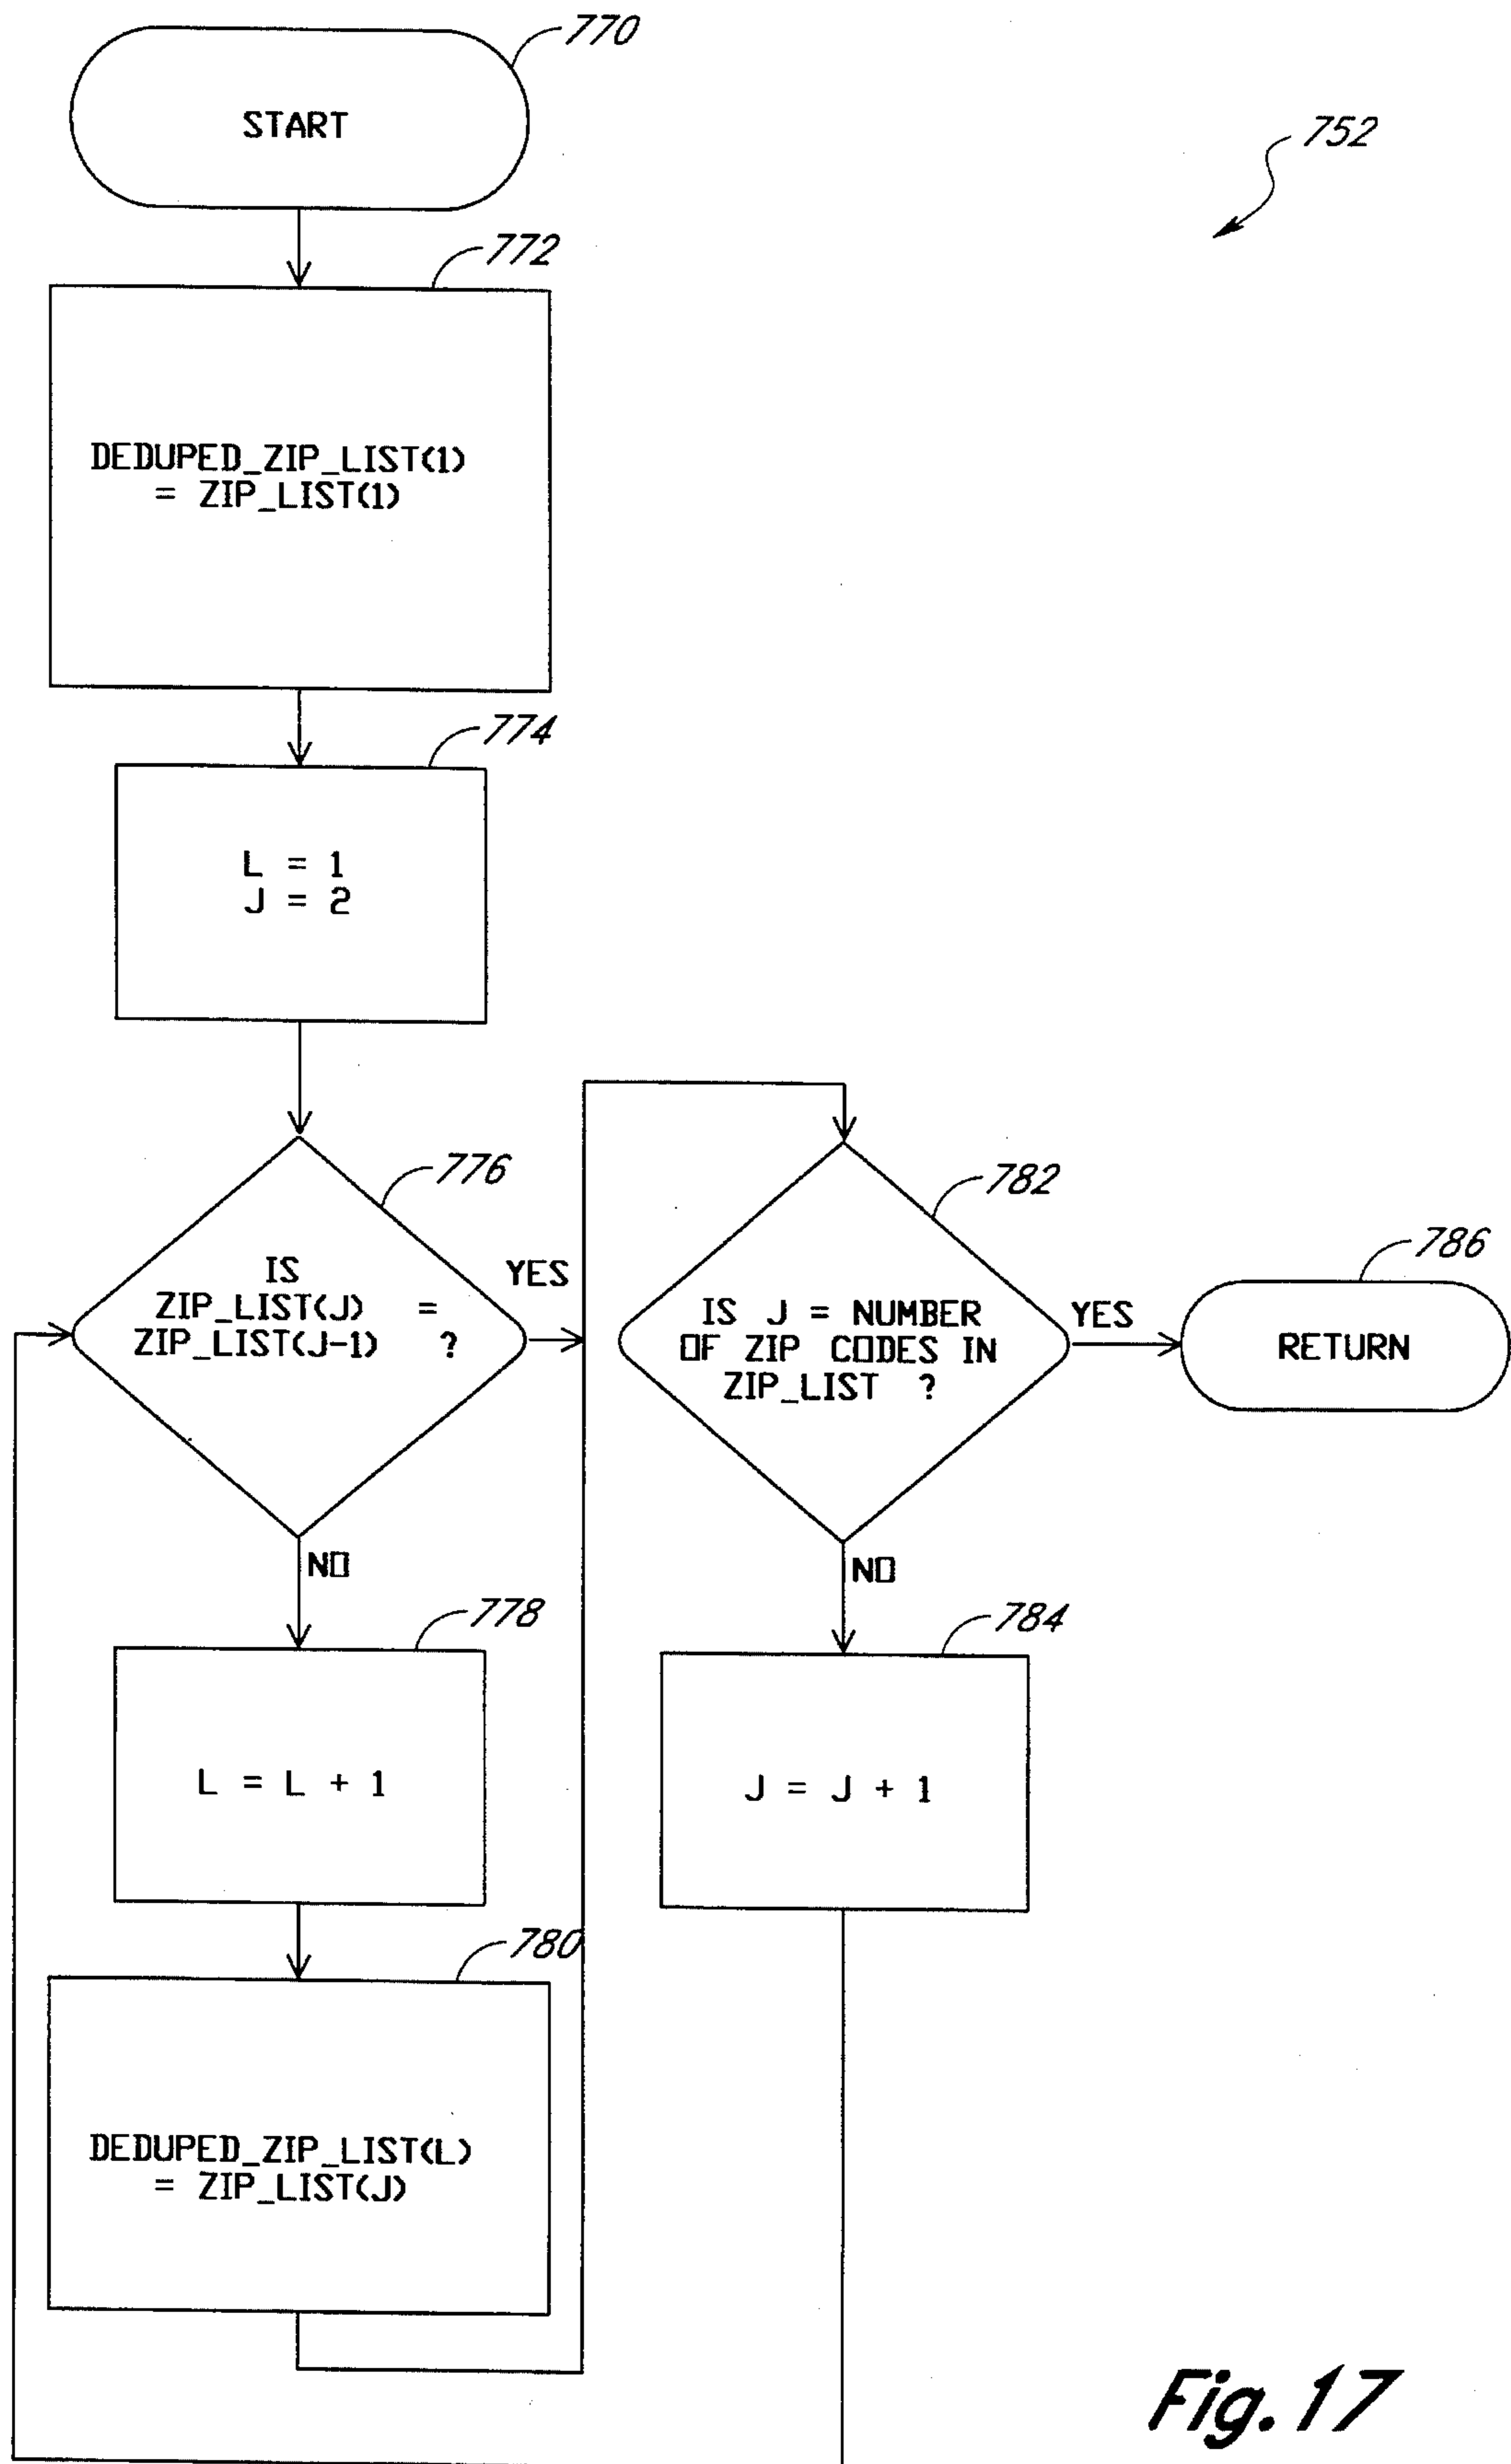 770
START
752
772
DEDUPED_ZIP_LIST(1)
= ZIP_LIST(1)
774
L = 1
J = 2
776
IS
ZIP_LIST(J) =
ZIP_LIST(J-1) ?
YES
NO
778
L = L + 1
780
DEDUPED_ZIP_LIST(L)
= ZIP_LIST(J)
782
IS J = NUMBER
OF ZIP CODES IN
ZIP_LIST ?
YES
NO
784
J = J + 1
786
RETURN
Fig. 17